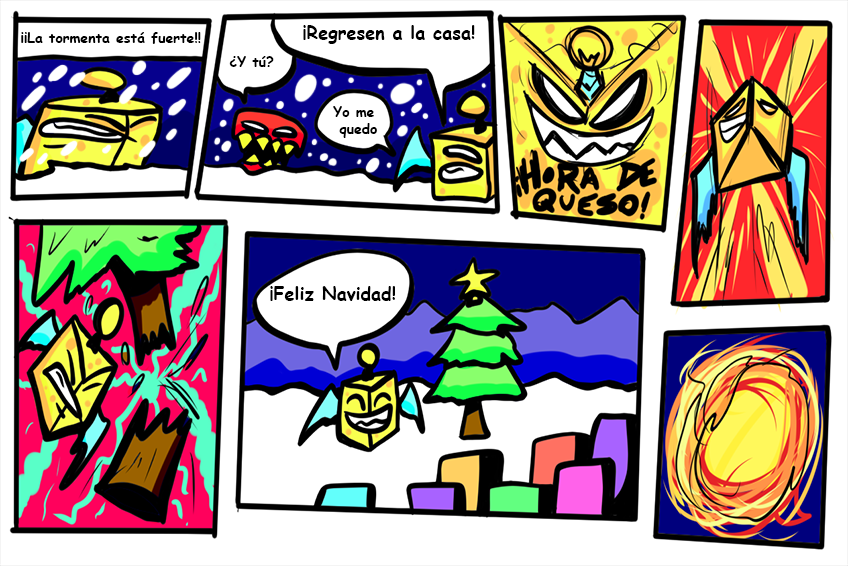 ¡¡La tormenta está fuerte!!
¿Y tú?
¡Regresen a la casa!
Yo me
quedo
¡HORA DE
QUESO!
¡Feliz Navidad!